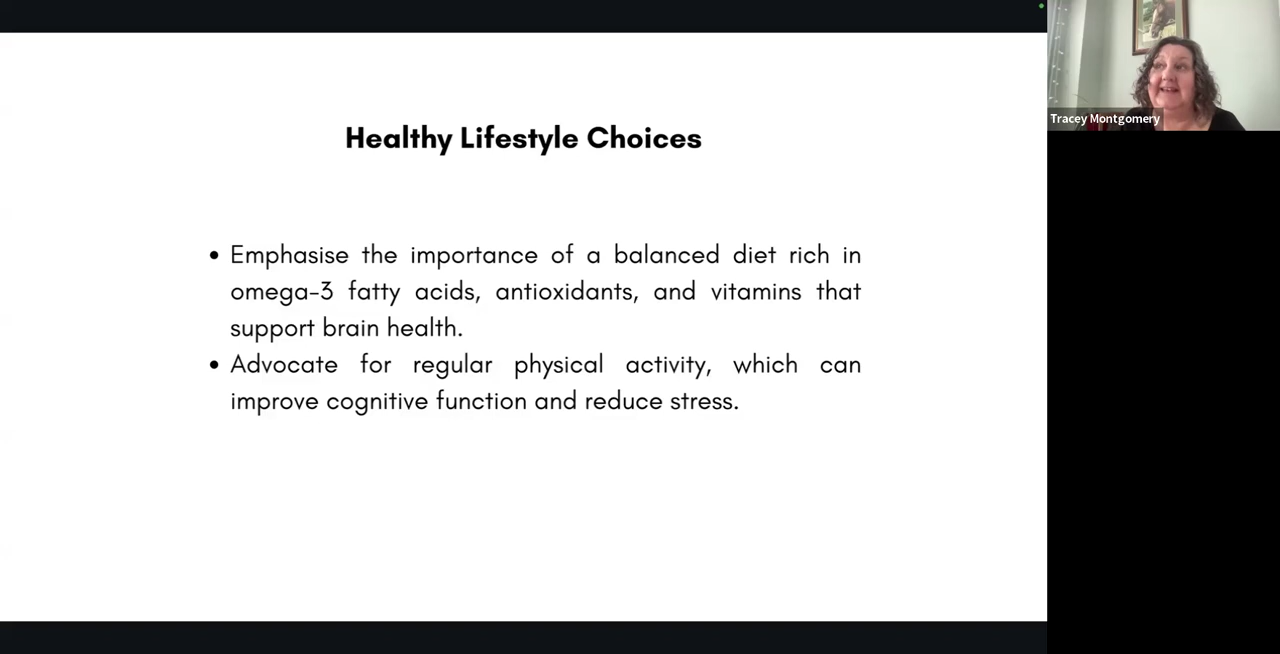 Healthy Lifestyle Choices
• Emphasise the importance of a balanced diet rich in
omega-3 fatty acids, antioxidants, and vitamins that
support brain health.
• Advocate for regular physical activity, which can
improve cognitive function and reduce stress.
Tracey Montgomery